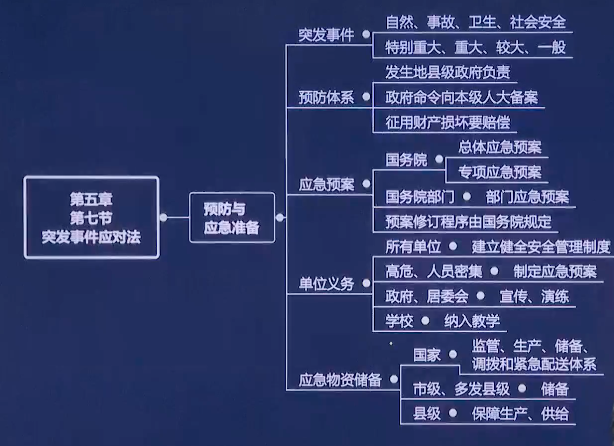 第五章
第七节
突发事件应对法
预防与
应急准备
突发事件
自然、事故、卫生、社会安全
特别重大、重大、较大、一般
预防体系
发生地县级政府负责
政府命令向本级人大备案
征用财产损坏要赔偿
应急预案
国务院
总体应急预案
专项应急预案
国务院部门
部门应急预案
预案修订程序由国务院规定
单位义务
所有单位
建立健全安全管理制度
高危、人员密集
制定应急预案
政府、居委会
宣传、演练
学校
纳入教学
应急物资储备
国家
监管、生产、储备、
调拨和紧急配送体系
市级、多发县级
储备
县级
保障生产、供给